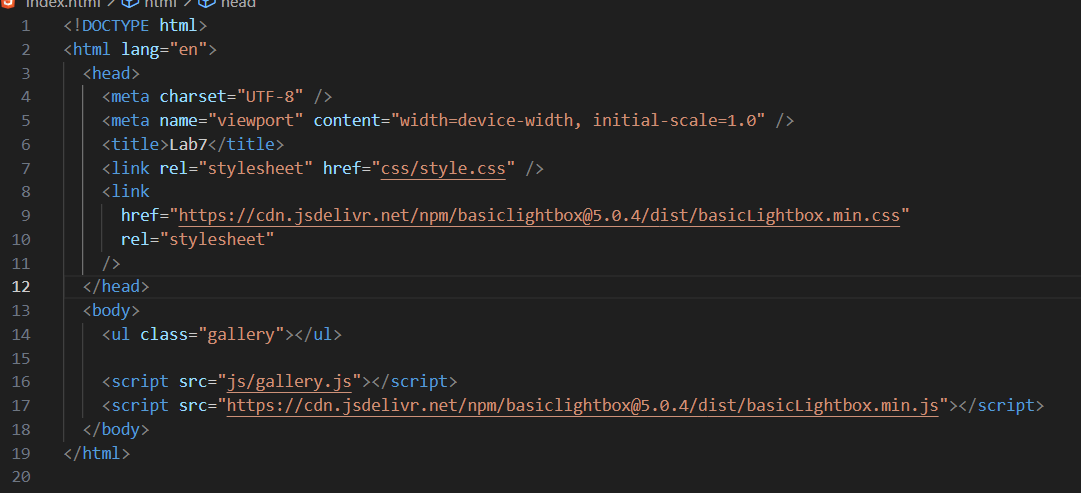 index.html > html > head
1 <!DOCTYPE html>
2 <html lang="en">
3 <head>
4 <meta charset="UTF-8" />
5 <meta name="viewport" content="width=device-width, initial-scale=1.0" />
6 <title>Lab7</title>
7 <link rel="stylesheet" href="css/style.css" />
8 <link
9 href="https://cdn.jsdelivr.net/npm/basiclightbox@5.0.4/dist/basicLightbox.min.css"
10 rel="stylesheet"
11 />
12 </head>
13 <body>
14 <ul class="gallery"></ul>
15
16 <script src="js/gallery.js"></script>
17 <script src="https://cdn.jsdelivr.net/npm/basiclightbox@5.0.4/dist/basicLightbox.min.js"></script>
18 </body>
19 </html>
20